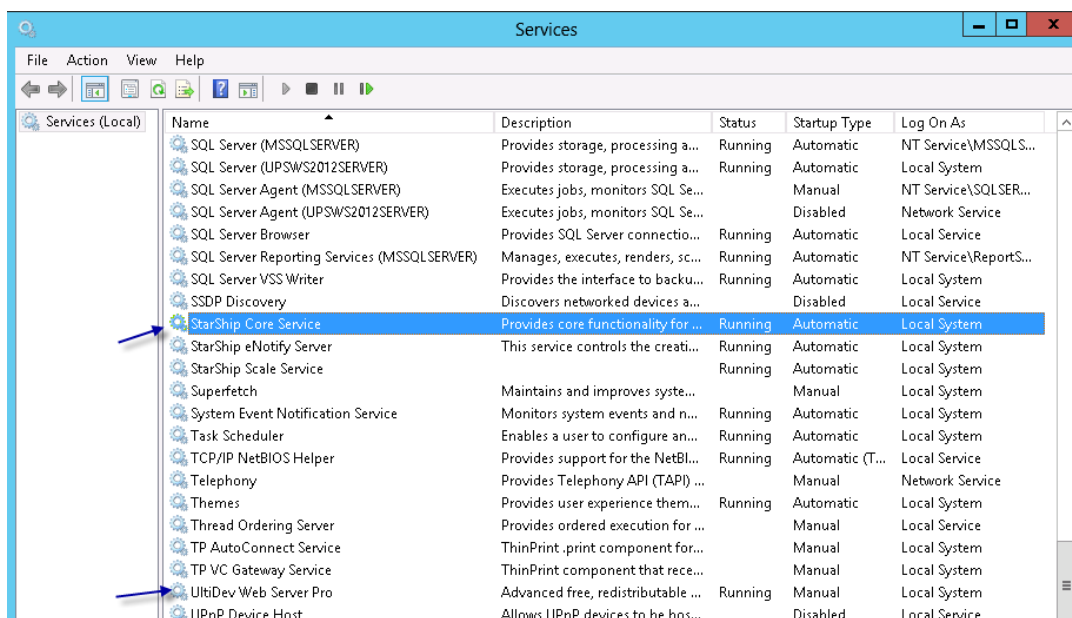 Services
File Action View Help
Services (Local)
Name Description Status Startup Type Log On As
SQL Server (MSSQLSERVER) Provides storage, processing a... Running Automatic NT Service\MSSQLS...
SQL Server (UPSWS2012SERVER) Provides storage, processing a... Running Automatic Local System
SQL Server Agent (MSSQLSERVER) Executes jobs, monitors SQL Se... Manual NT Service\SQLSER...
SQL Server Agent (UPSWS2012SERVER) Executes jobs, monitors SQL Se... Disabled Network Service
SQL Server Browser Provides SQL Server connectio... Running Automatic Local Service
SQL Server Reporting Services (MSSQLSERVER) Manages, executes, renders, sc... Running Automatic NT Service\ReportS...
SQL Server VSS Writer Provides the interface to backu... Running Automatic Local System
SSDP Discovery Discovers networked devices a... Disabled Local Service
StarShip Core Service Provides core functionality for ... Running Automatic Local System
StarShip eNotify Server This service controls the creati... Running Automatic Local System
StarShip Scale Service Running Automatic Local System
Superfetch Maintains and improves syste... Manual Local System
System Event Notification Service Monitors system events and n... Running Automatic Local System
Task Scheduler Enables a user to configure an... Running Automatic Local System
TCP/IP NetBIOS Helper Provides support for the NetBI... Running Automatic (T... Local Service
Telephony Provides Telephony API (TAPI) ... Manual Network Service
Themes Provides user experience them... Running Automatic Local System
Thread Ordering Server Provides ordered execution for ... Manual Local Service
TP AutoConnect Service ThinPrint .print component for... Manual Local System
TP VC Gateway Service ThinPrint component that rece... Manual Local System
UltiDev Web Server Pro Advanced free, redistributable ... Running Manual Local System
UPnP Device Host Allows UPnP devices to be hos... Disabled Local Service